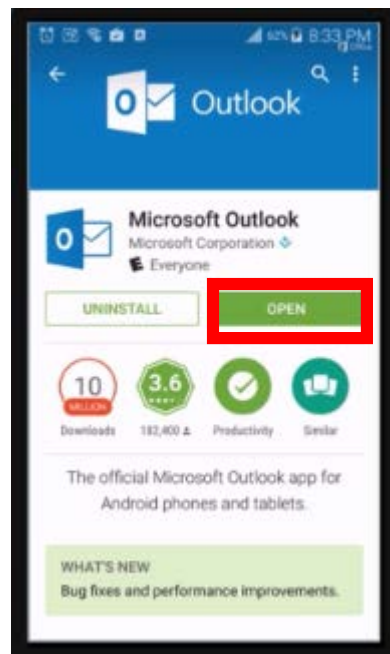 62% 8:33 PM
Outlook
Microsoft Outlook
Microsoft Corporation
E Everyone
UNINSTALL
OPEN
10
MILLION
3.6
Downloads
182,400
Productivity
Similar
The official Microsoft Outlook app for
Android phones and tablets.
WHAT'S NEW
Bug fixes and performance improvements.